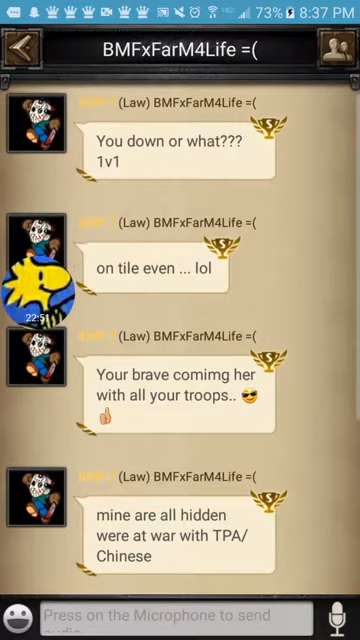 73% 8:37 PM
BMFxFarM4Life =(
(Law) BMFxFarM4Life =(
You down or what???
1v1
(Law) BMFxFarM4Life =(
on tile even ... lol
22:51
(Law) BMFxFarM4Life =(
Your brave comimg her
with all your troops.. 😎
👍
(Law) BMFxFarM4Life =(
mine are all hidden
were at war with TPA/
Chinese
Press on the Microphone to send
audio